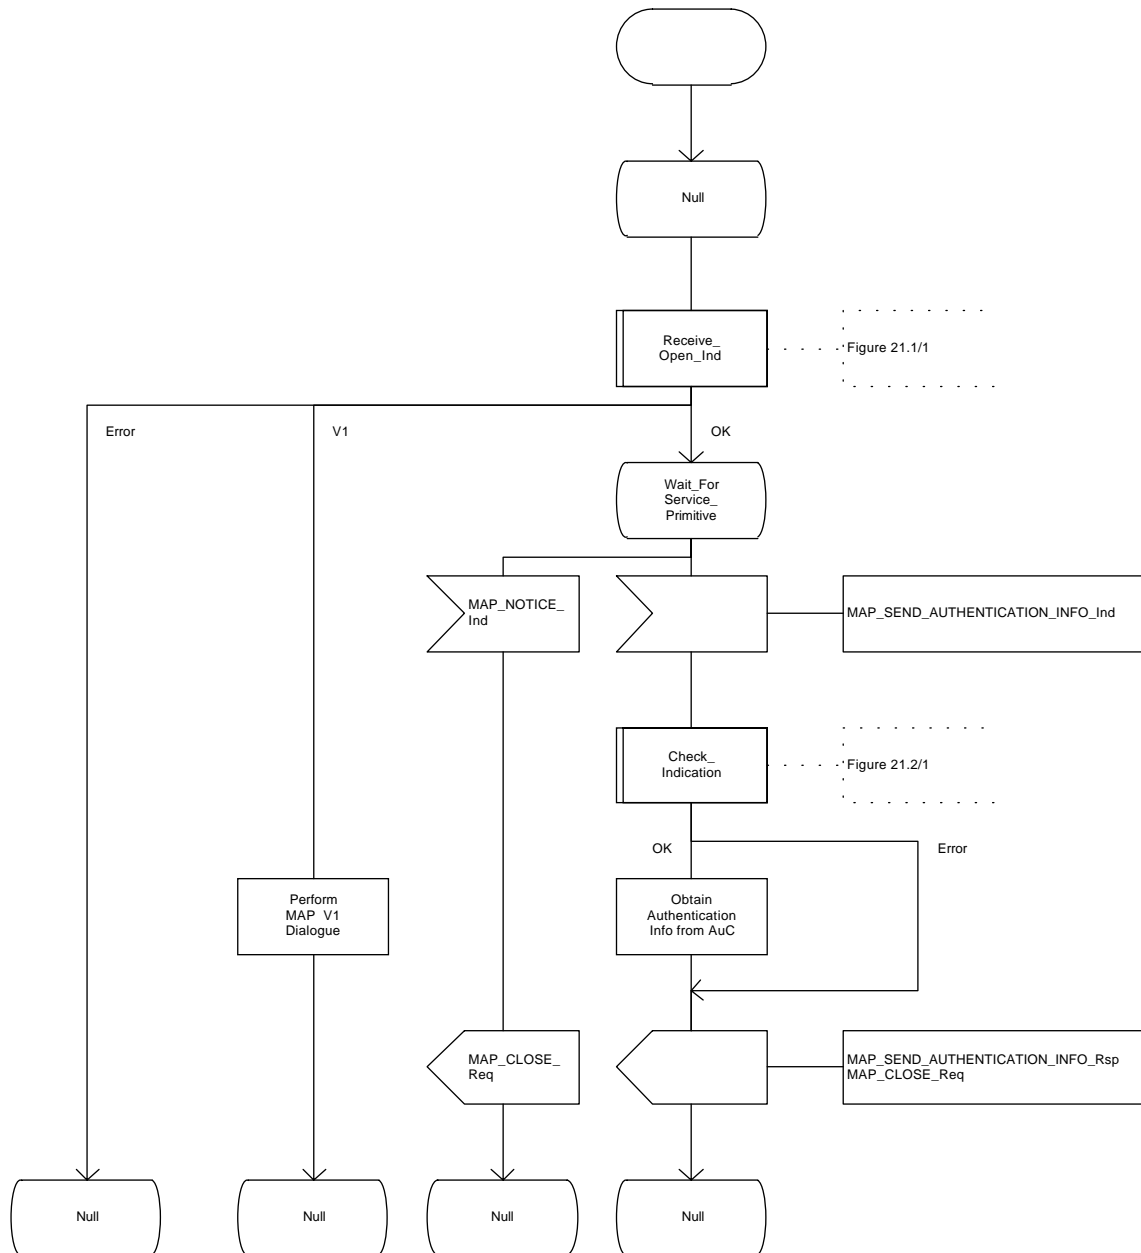 Null
Receive_
Open_Ind
Figure 21.1/1
Error
V1
OK
Wait_For
Service_
Primitive
MAP_NOTICE_
Ind
MAP_SEND_AUTHENTICATION_INFO_Ind
Check_
Indication
Figure 21.2/1
OK
Error
Perform
MAP V1
Dialogue
Obtain
Authentication
Info from AuC
MAP_CLOSE_
Req
MAP_SEND_AUTHENTICATION_INFO_Rsp
MAP_CLOSE_Req
Null
Null
Null
Null